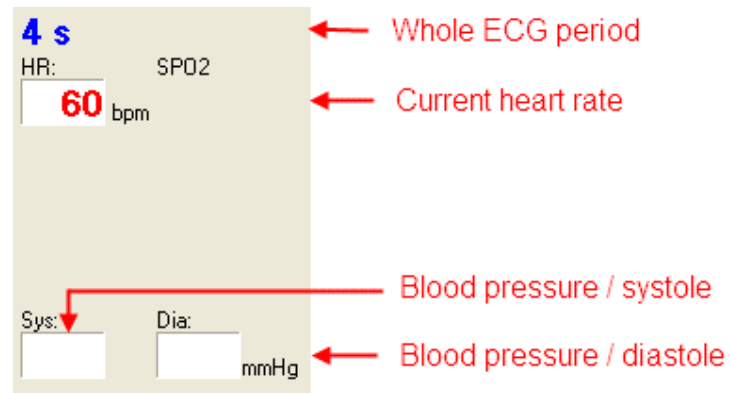 4 s
Whole ECG period
HR:
SPO2
60 bpm
Current heart rate
Blood pressure / systole
Sys:
Dia:
mmHg
Blood pressure / diastole